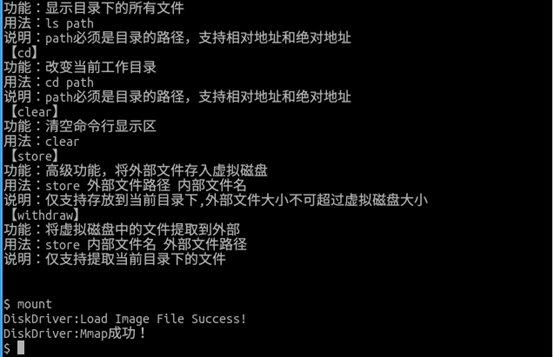 功能：显示目录下的所有文件
用法：ls path
说明：path必须是目录的路径，支持相对地址和绝对地址
【cd】
功能：改变当前工作目录
用法：cd path
说明：path必须是目录的路径，支持相对地址和绝对地址
【clear】
功能：清空命令行显示区
用法：clear
【store】
功能：高级功能，将外部文件存入虚拟磁盘
用法：store 外部文件路径 内部文件名
说明：仅支持存放到当前目录下,外部文件大小不可超过虚拟磁盘大小
【withdraw】
功能：将虚拟磁盘中的文件提取到外部
用法：store 内部文件名 外部文件路径
说明：仅支持提取当前目录下的文件
$ mount
DiskDriver:Load Image File Success!
DiskDriver:Mmap成功！
$